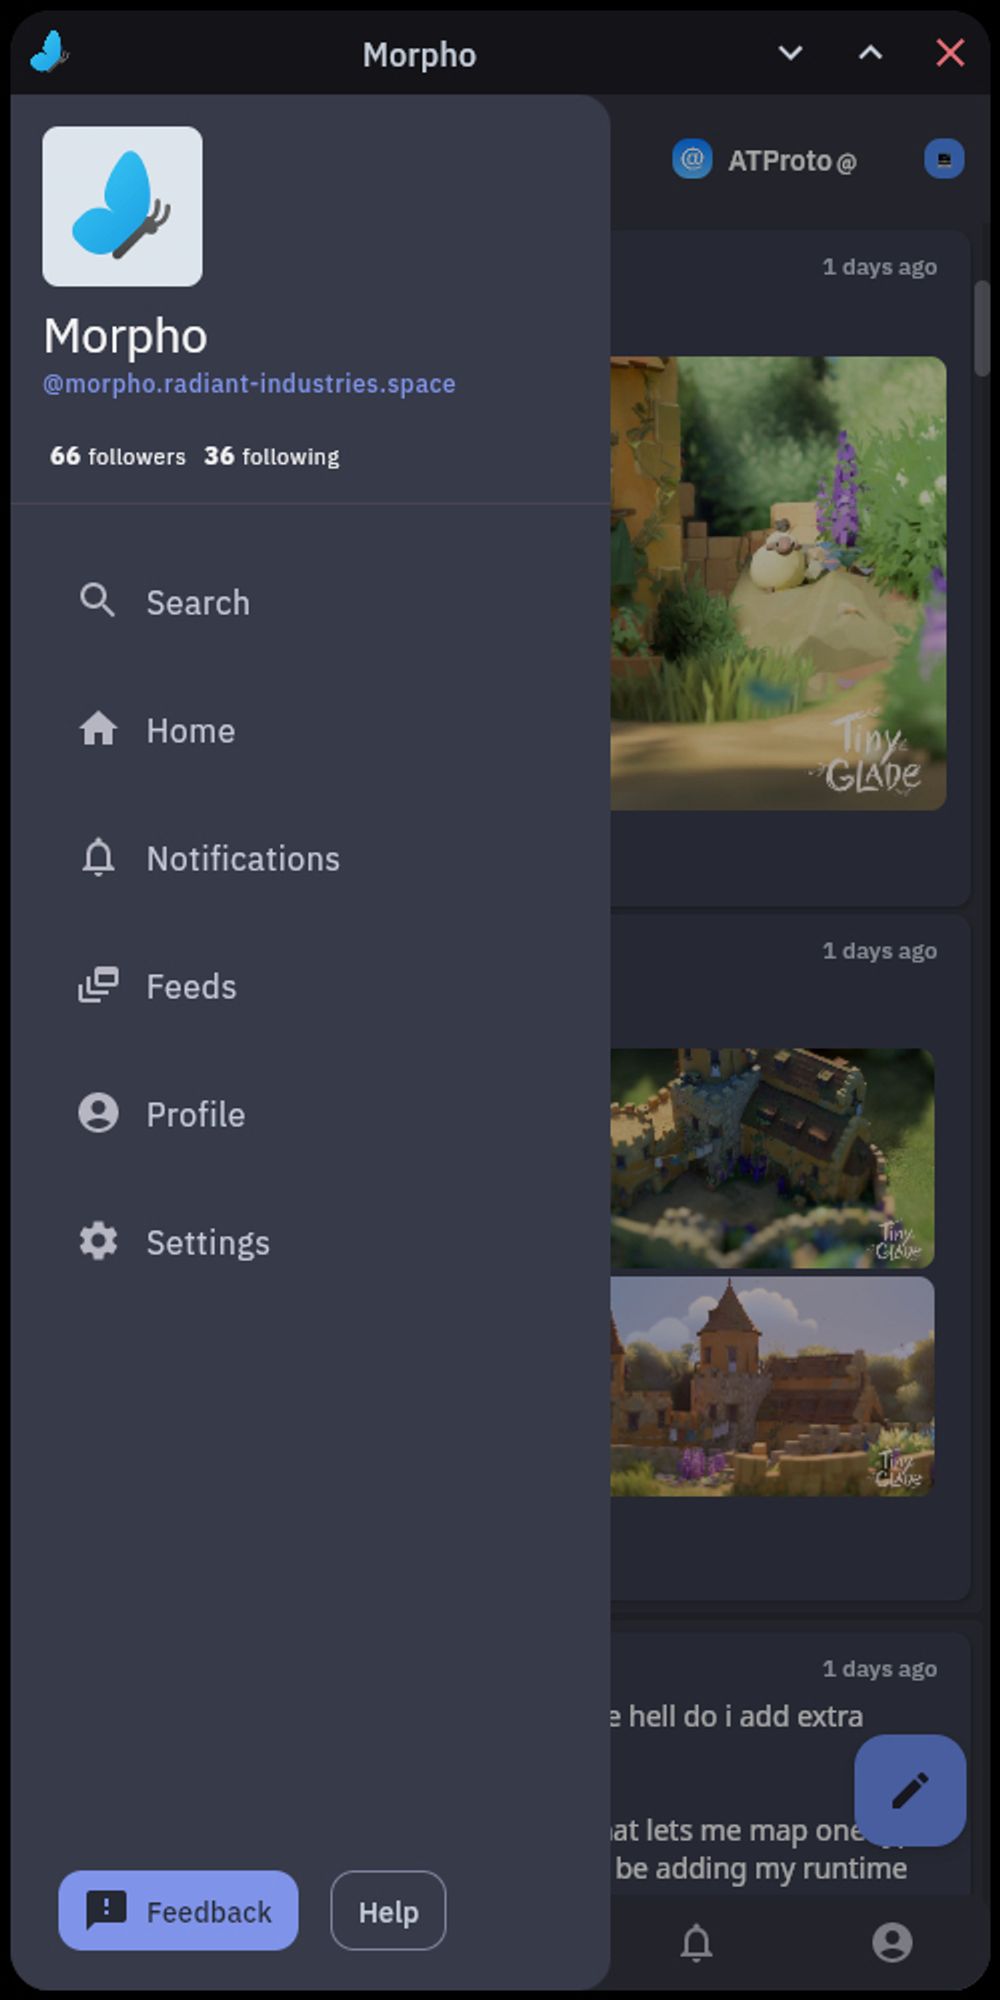 Morpho
@ ATProto @
Morpho
@morpho.radiant-industries.space
66 followers 36 following
Search
Home
Notifications
Feeds
Profile
Settings
Feedback
Help
1 days ago
Tiny
GLADE
1 days ago
Tiny
GLADE
Tiny
GLADE
1 days ago
hell do i add extra
lets me map one
be adding my runtime